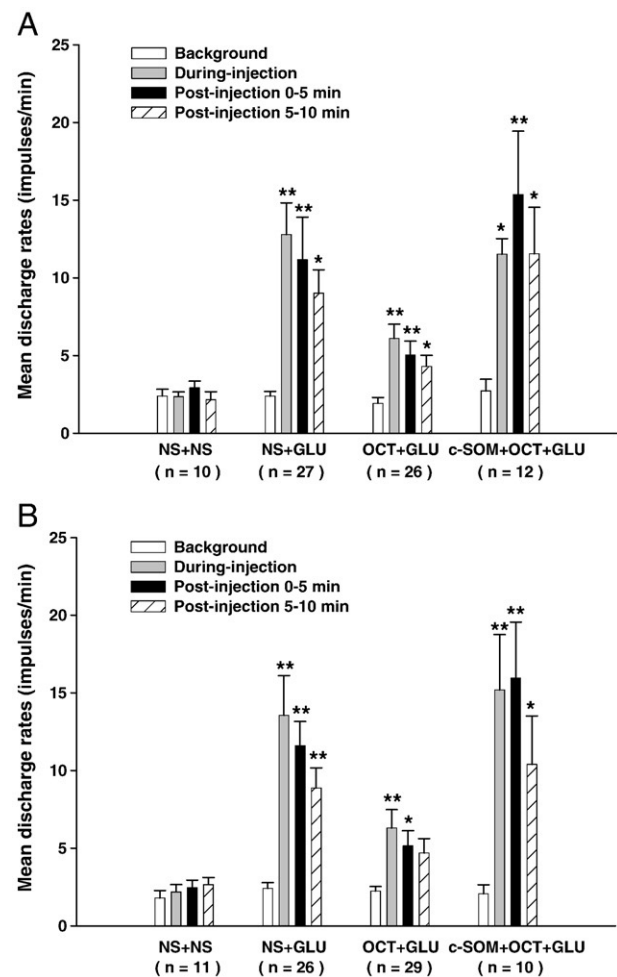 A
Background
During-injection
Post-injection 0-5 min
Post-injection 5-10 min
Mean discharge rates (impulses/min)
25
20
15
10
5
0
** ** * ** ** * * ** *
NS+NS NS+GLU OCT+GLU c-SOM+OCT+GLU
( n = 10 ) ( n = 27 ) ( n = 26 ) ( n = 12 )
B
Background
During-injection
Post-injection 0-5 min
Post-injection 5-10 min
Mean discharge rates (impulses/min)
25
20
15
10
5
0
** ** ** ** * ** ** *
NS+NS NS+GLU OCT+GLU c-SOM+OCT+GLU
( n = 11 ) ( n = 26 ) ( n = 29 ) ( n = 10 )